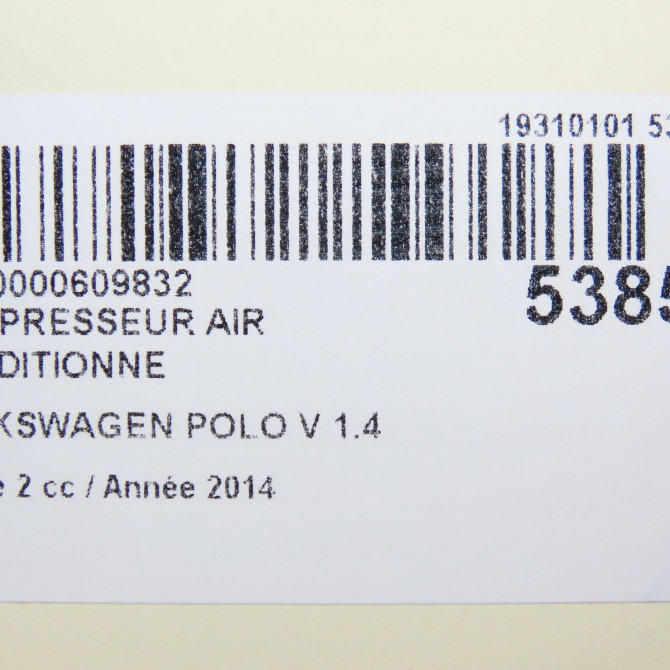 19310101 53
0000609832
5385
PRESSEUR AIR
DITIONNE
KSWAGEN POLO V 1.4
e 2 cc / Année 2014